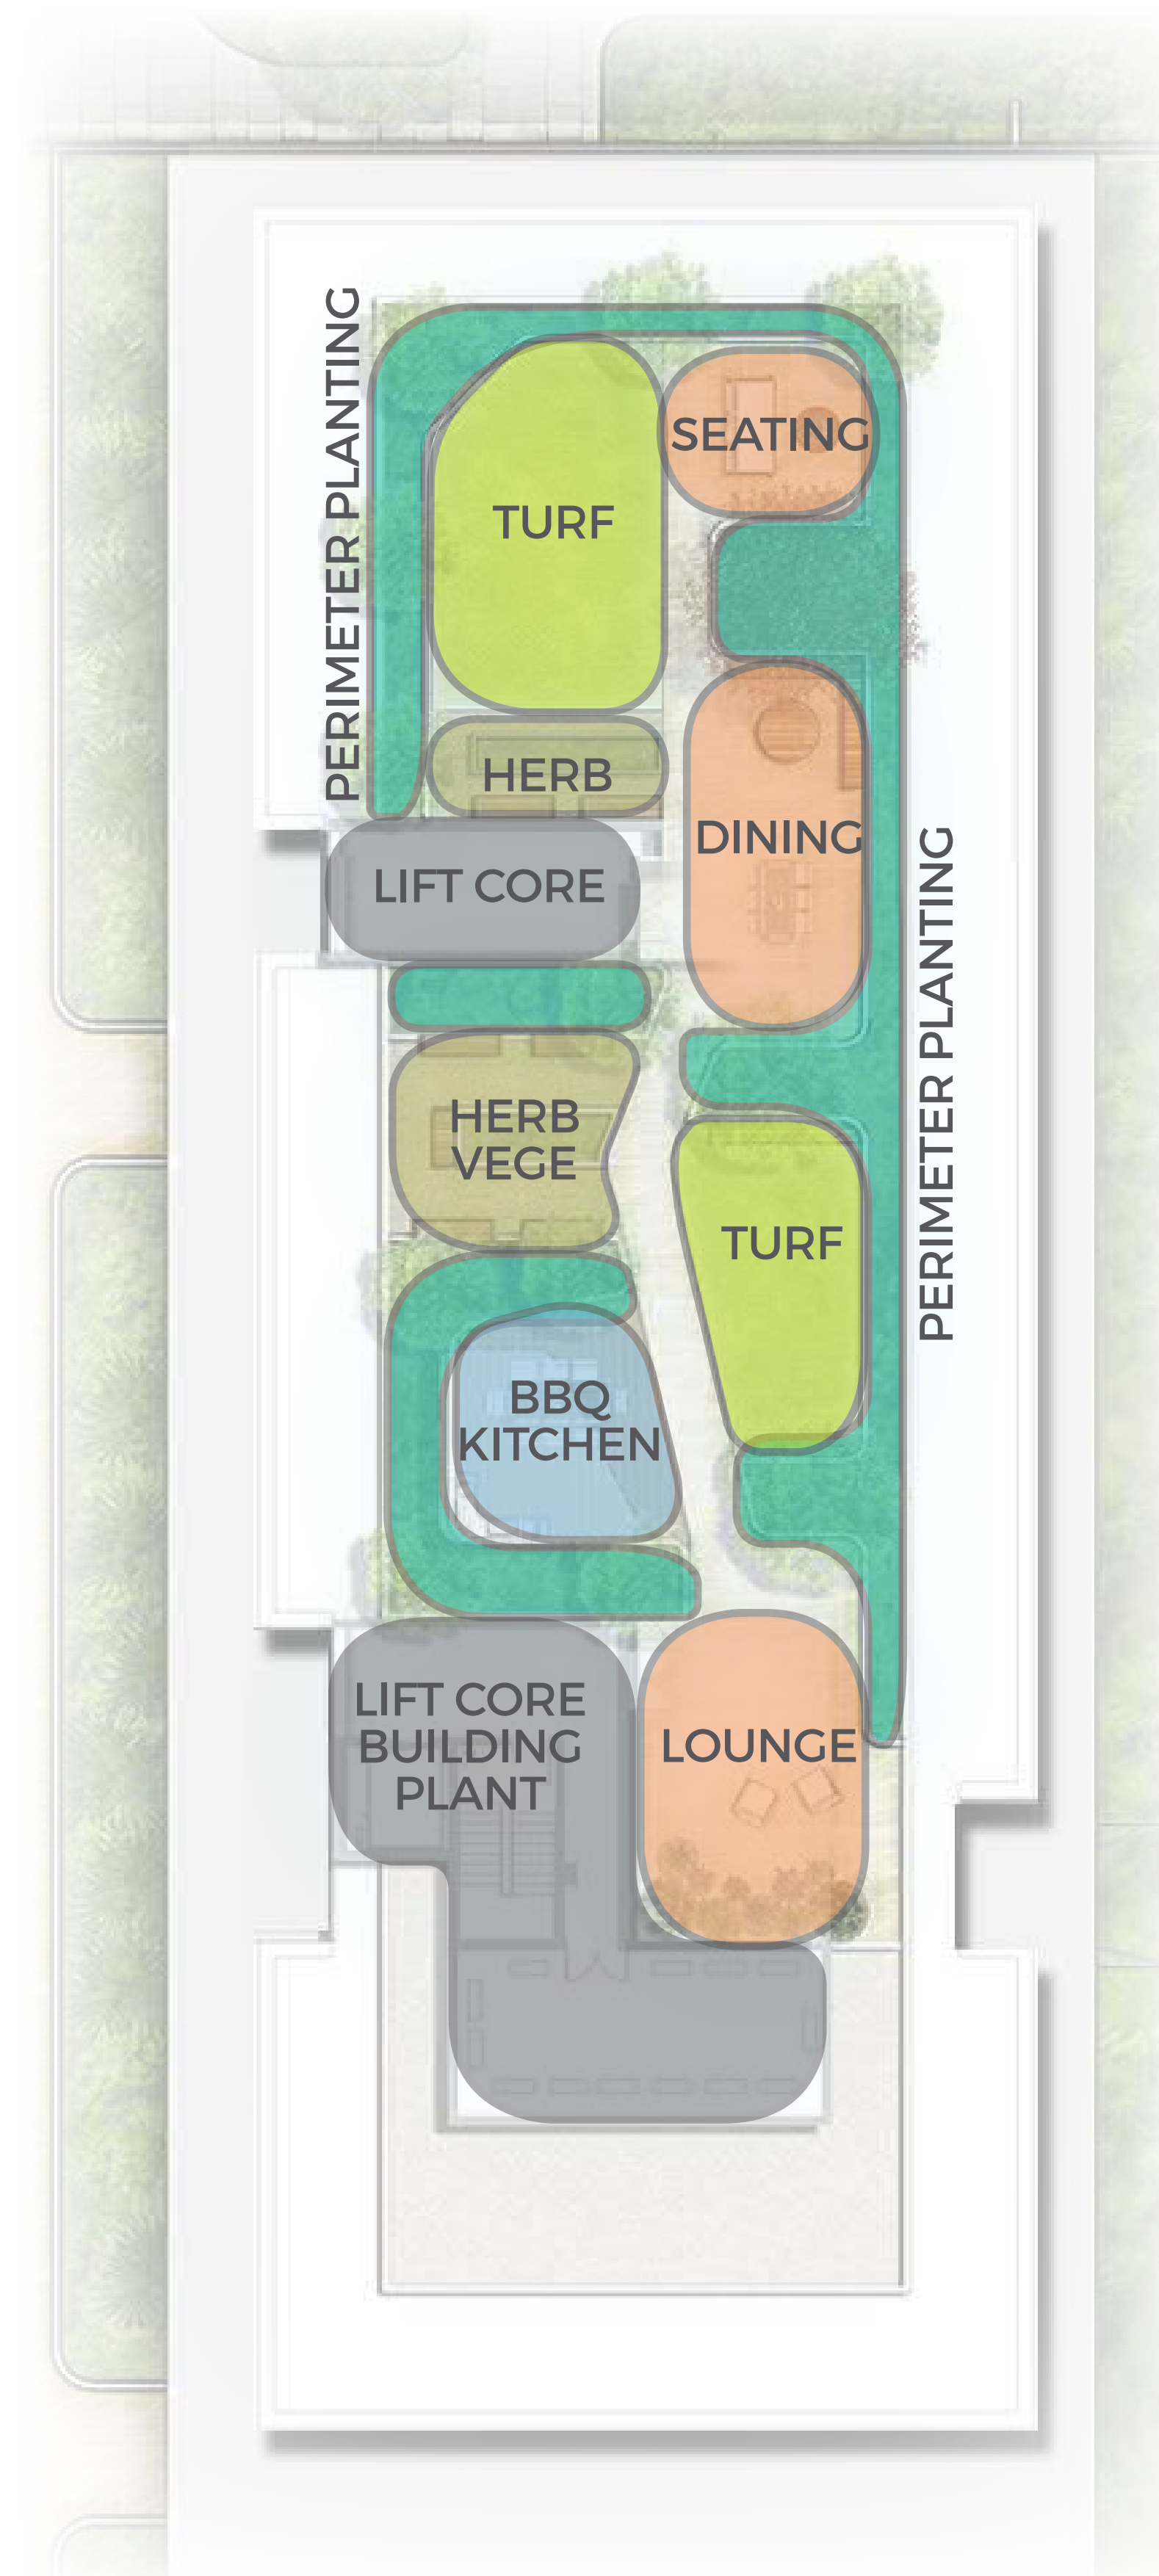 PERIMETER PLANTING
SEATING
TURF
HERB
DINING
LIFT CORE
PERIMETER PLANTING
HERB
VEGE
TURF
BBQ
KITCHEN
LIFT CORE
BUILDING
PLANT
LOUNGE